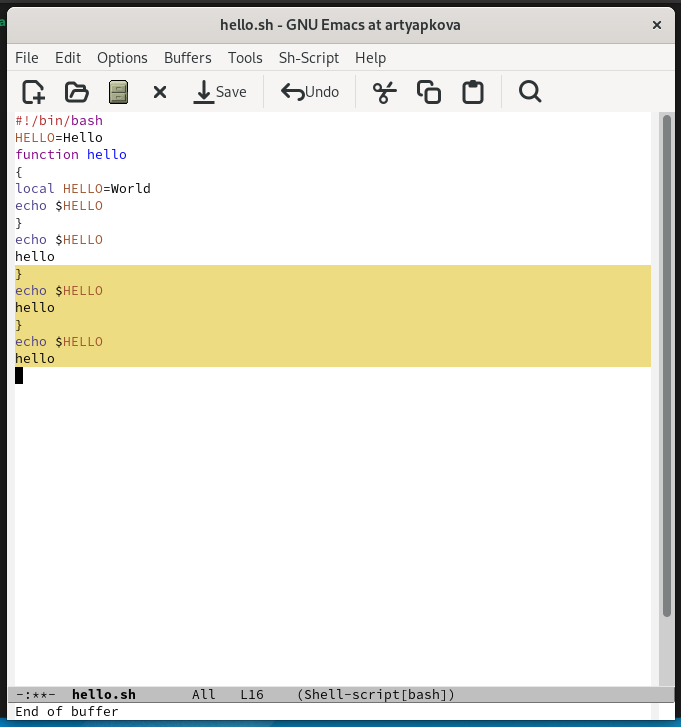 hello.sh - GNU Emacs at artyapkova
File Edit Options Buffers Tools Sh-Script Help
Save Undo
#!/bin/bash
HELLO=Hello
function hello
{
local HELLO=World
echo $HELLO
}
echo $HELLO
hello
}
echo $HELLO
hello
}
echo $HELLO
hello
-:**- hello.sh All L16 (Shell-script[bash])
End of buffer